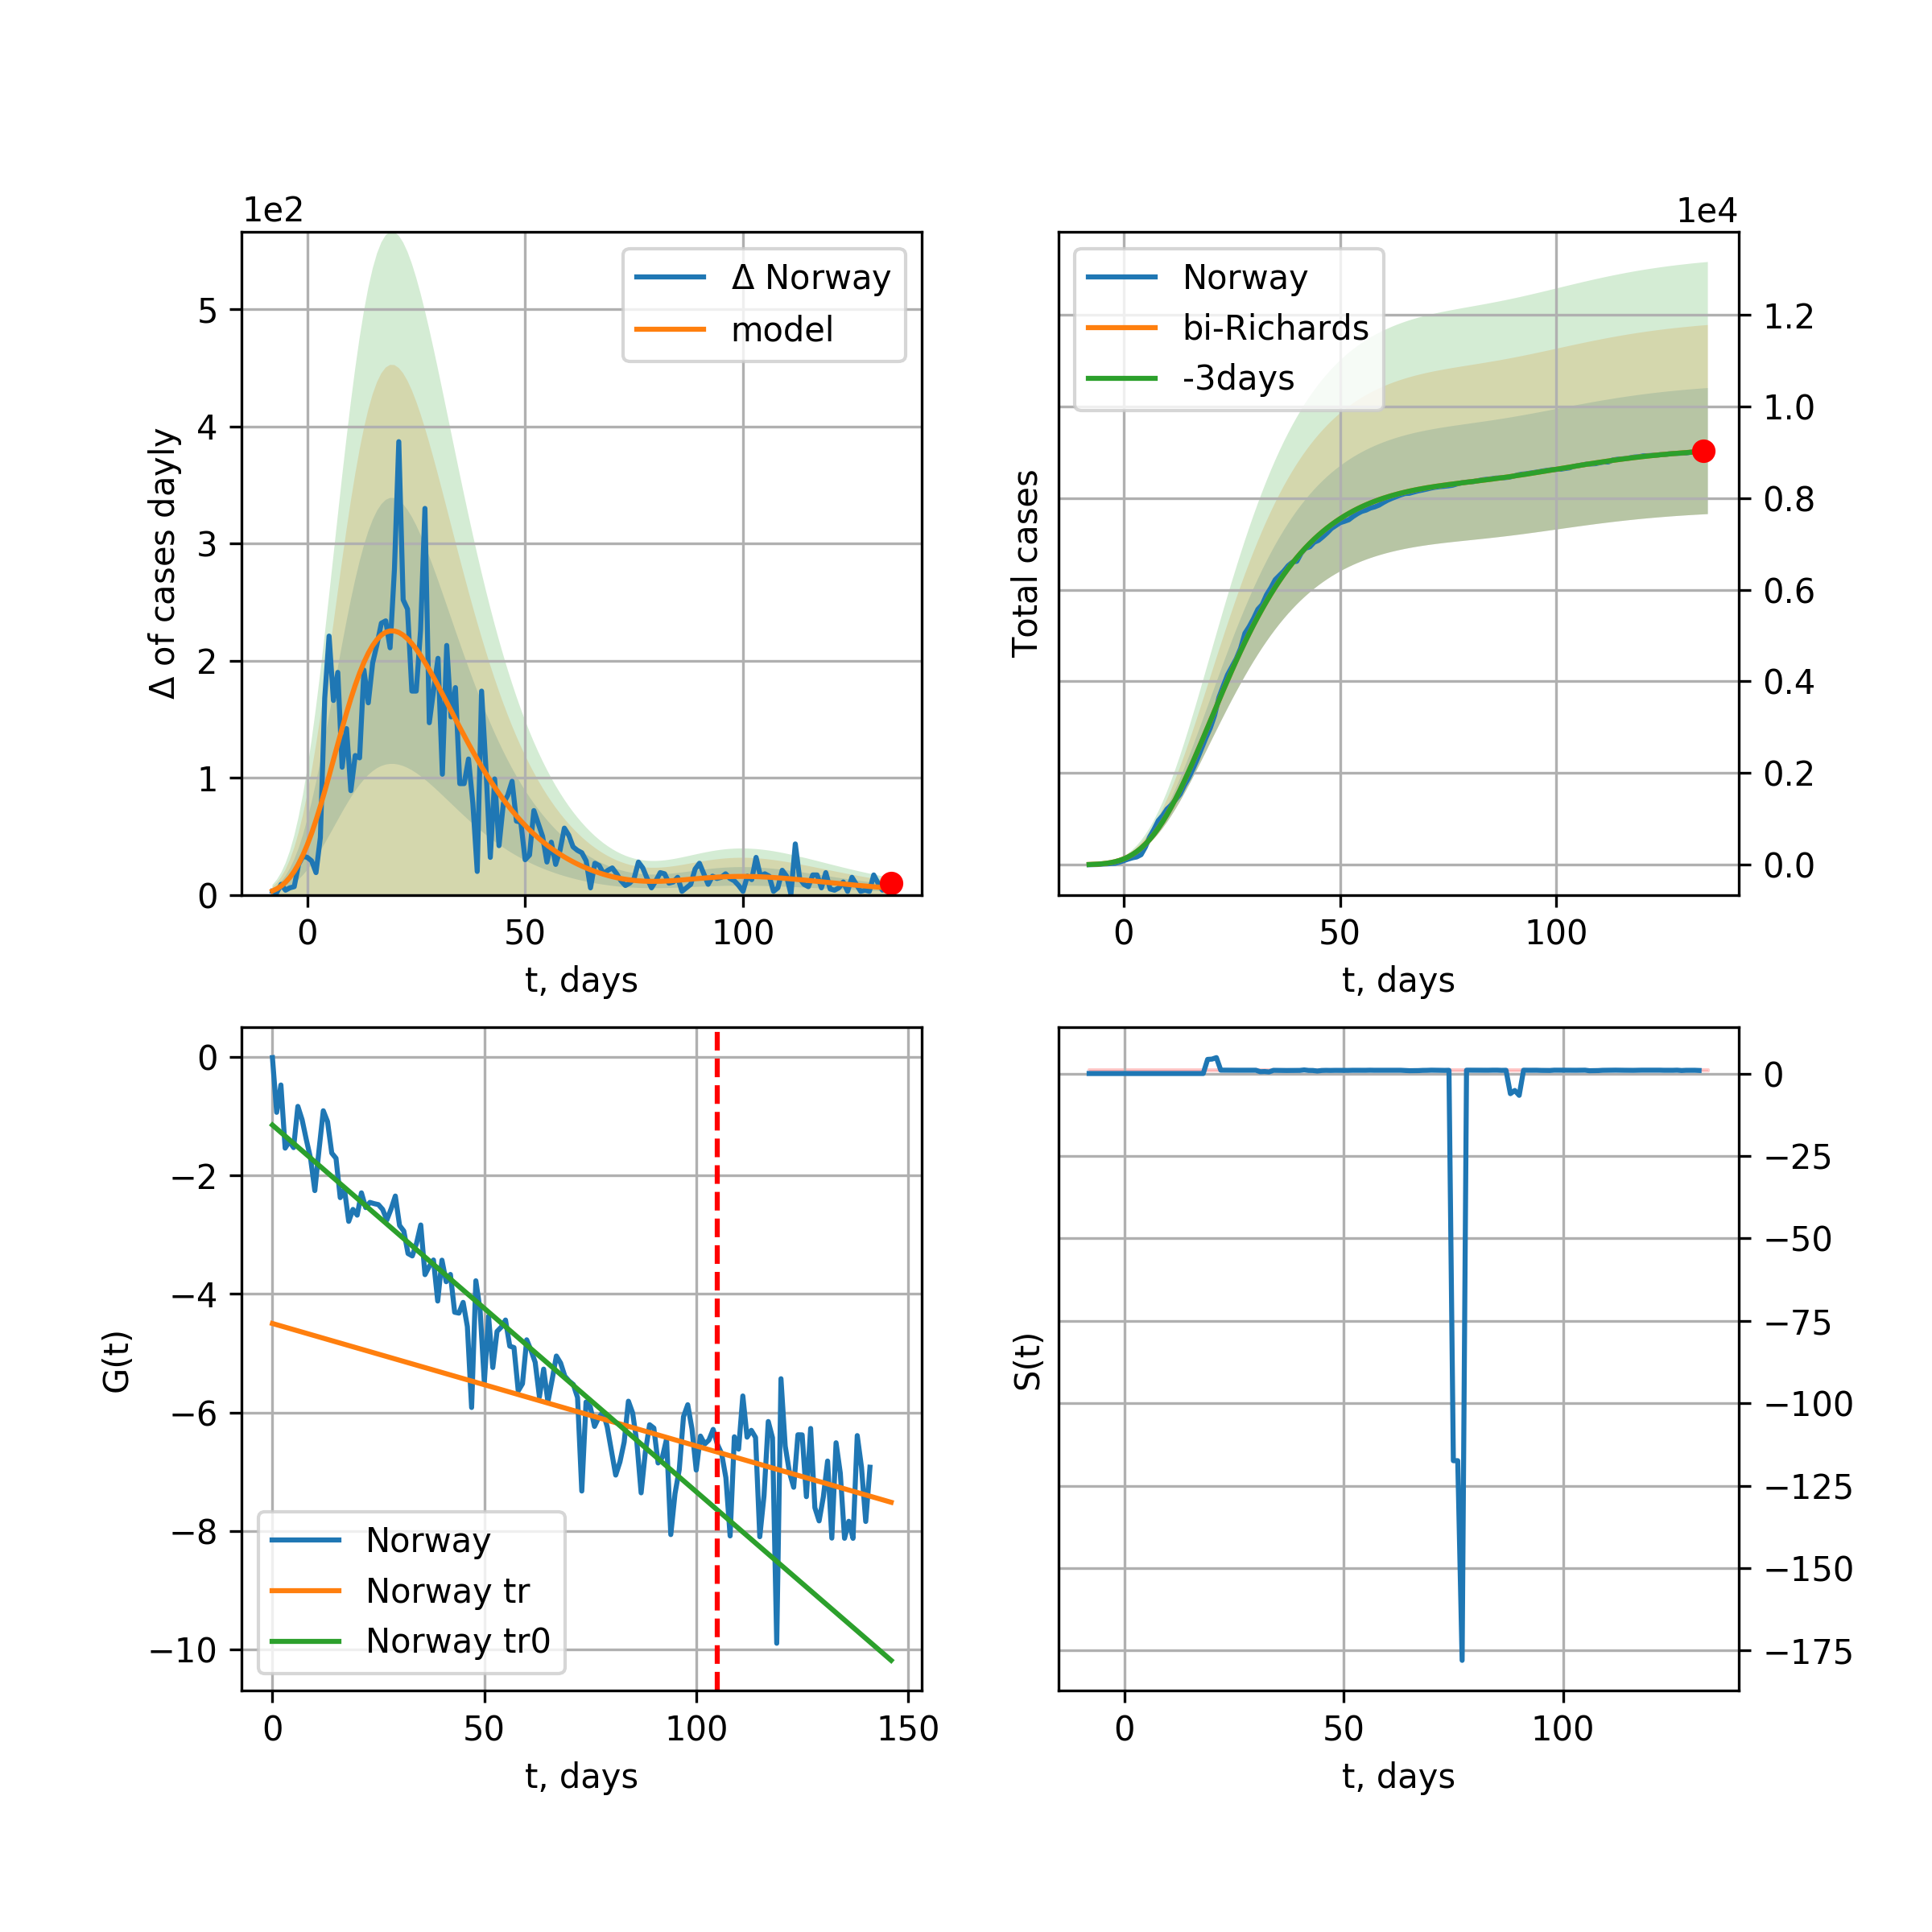 1e2
Δ of cases dayly
5
4
3
2
1
0
0
50
100
t, days
Δ Norway
model
1e4
Total cases
Norway
bi-Richards
-3days
1.2
1.0
0.8
0.6
0.4
0.2
0.0
0
50
100
t, days
G(t)
0
−2
−4
−6
−8
−10
Norway
Norway tr
Norway tr0
0
50
100
150
t, days
S(t)
0
−25
−50
−75
−100
−125
−150
−175
0
50
100
t, days